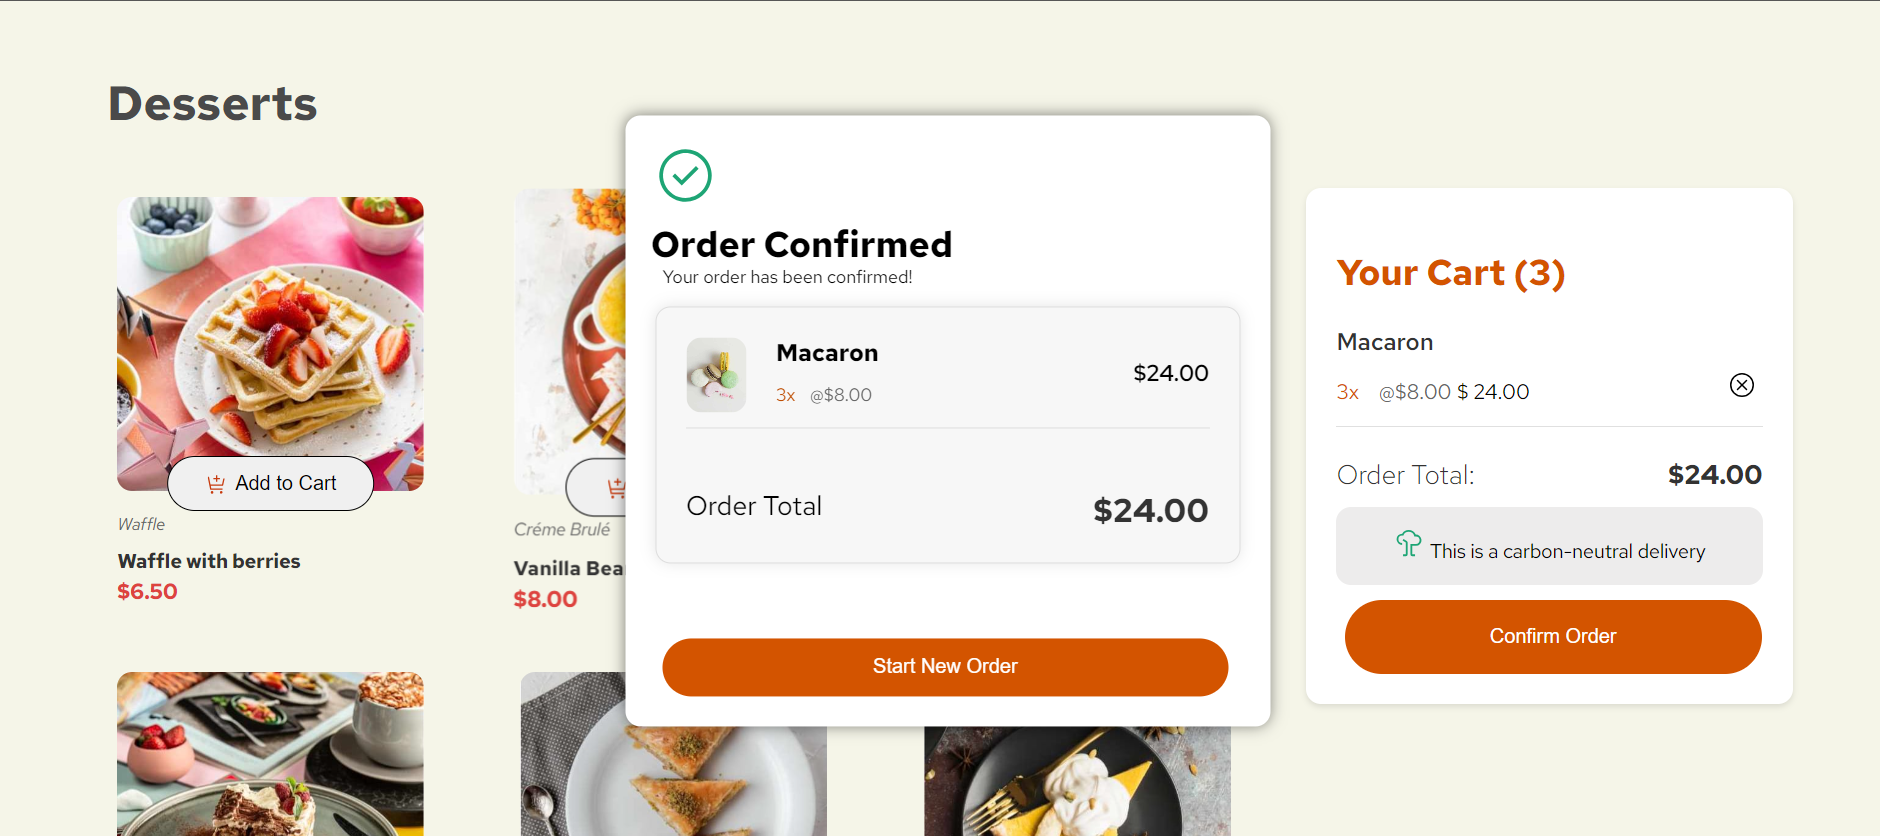 Desserts
Add to Cart
Waffle
Waffle with berries
$6.50
Créme Brulé
Vanilla Bea
$8.00
Order Confirmed
Your order has been confirmed!
Macaron
3x @$8.00
$24.00
Order Total
$24.00
Start New Order
Your Cart (3)
Macaron
3x @$8.00 $ 24.00
Order Total:
$24.00
This is a carbon-neutral delivery
Confirm Order